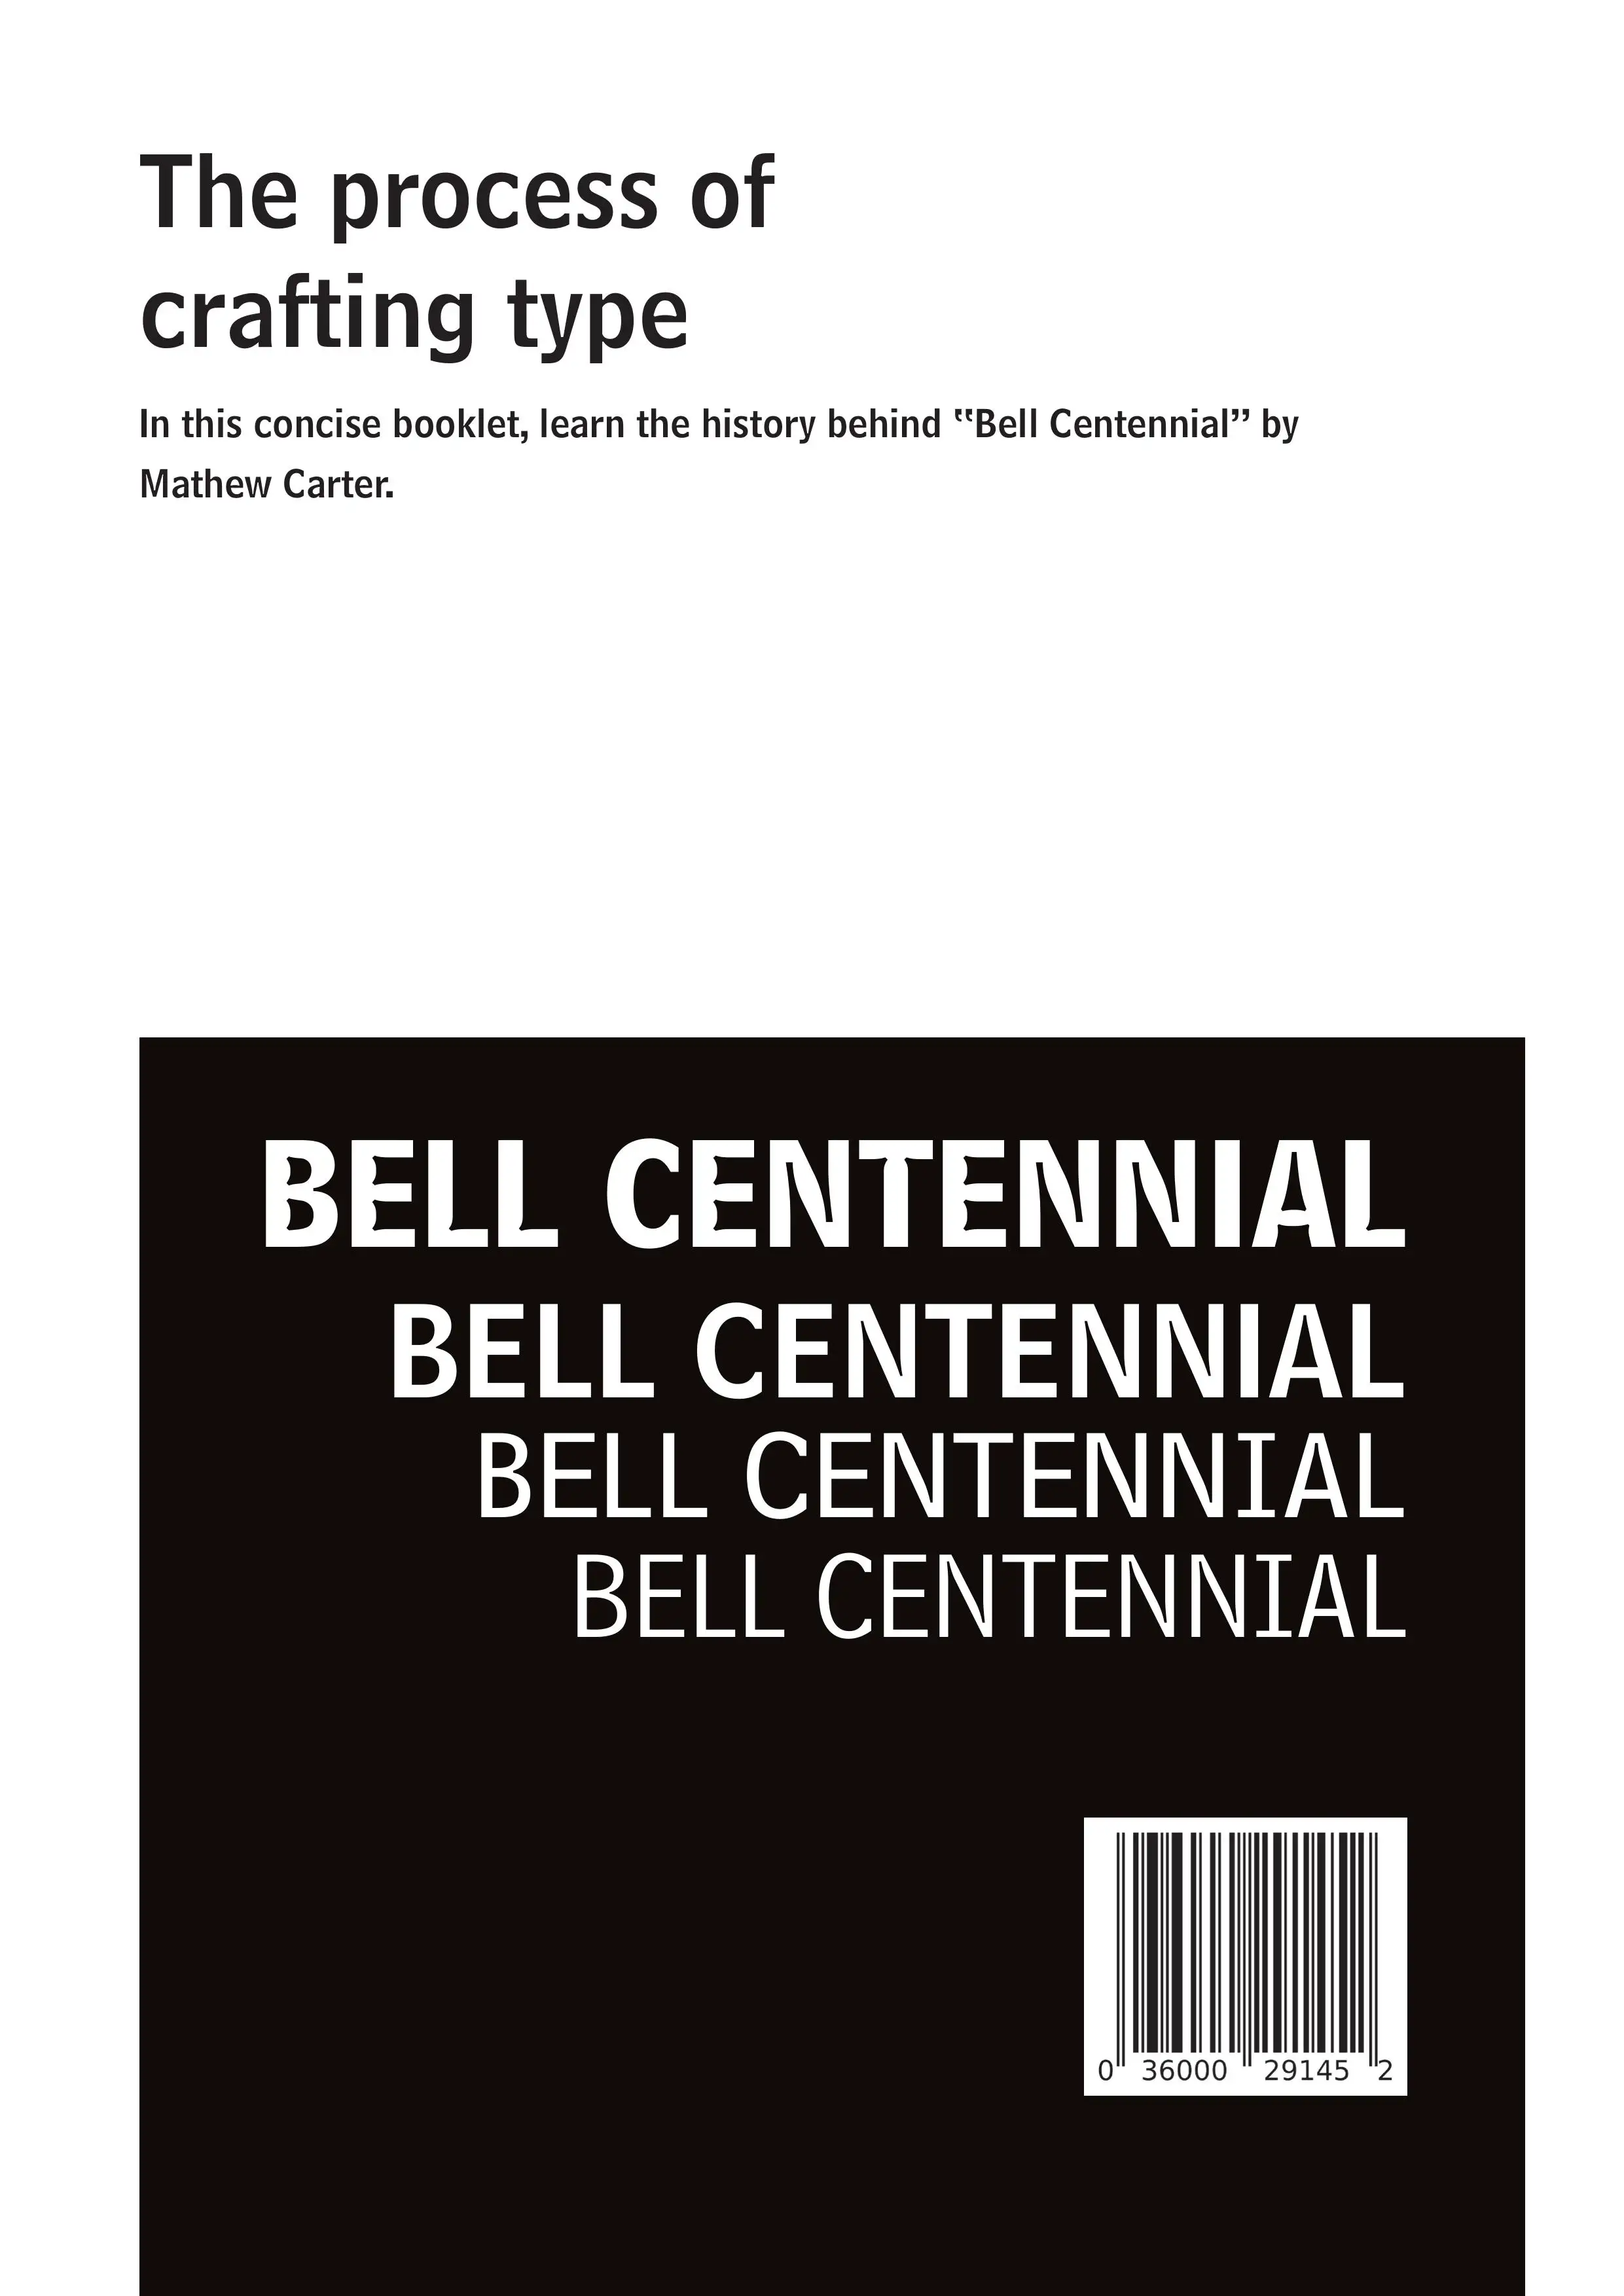 The process of
crafting type
In this concise booklet, learn the history behind “Bell Centennial” by
Mathew Carter.
BELL CENTENNIAL
BELL CENTENNIAL
BELL CENTENNIAL
BELL CENTENNIAL
0 36000 29145 2